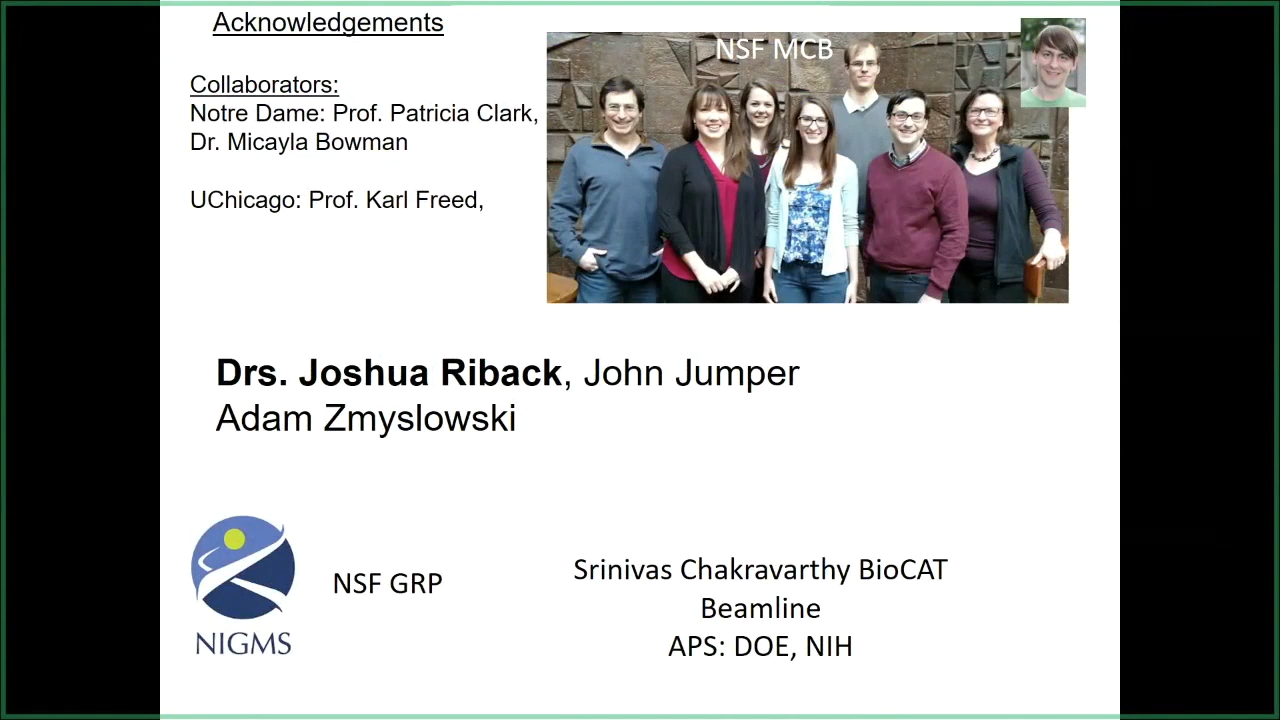 Acknowledgements
NSF MCB
Collaborators:
Notre Dame: Prof. Patricia Clark,
Dr. Micayla Bowman
UChicago: Prof. Karl Freed,
Drs. Joshua Riback, John Jumper
Adam Zmyslowski
NIGMS
NSF GRP
Srinivas Chakravarthy BioCAT
Beamline
APS: DOE, NIH